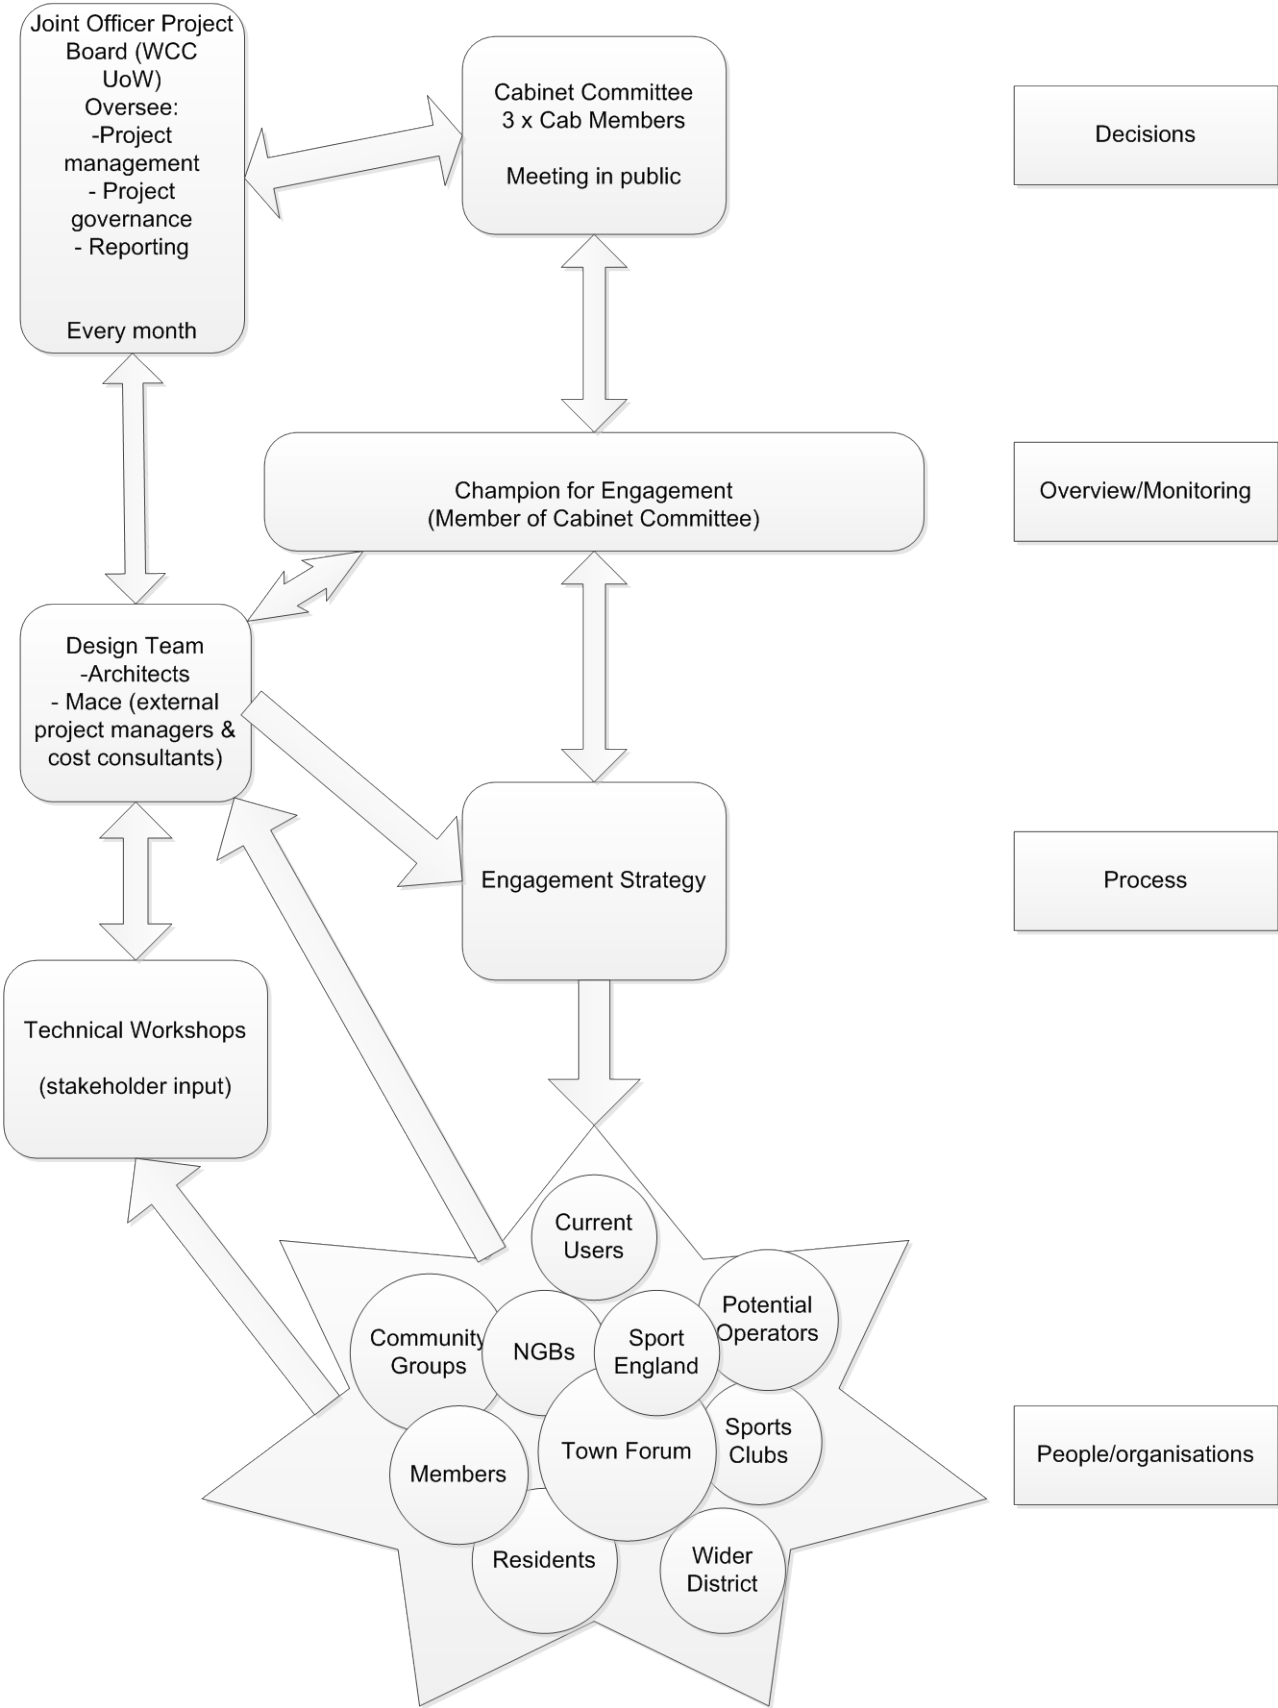 Joint Officer Project
Board (WCC
UoW)
Oversee:
-Project
management
- Project
governance
- Reporting
Every month
Cabinet Committee
3 x Cab Members
Meeting in public
Decisions
Champion for Engagement
(Member of Cabinet Committee)
Overview/Monitoring
Design Team
-Architects
- Mace (external
project managers &
cost consultants)
Engagement Strategy
Process
Technical Workshops
(stakeholder input)
Current
Users
Community
Groups
NGBs
Sport
England
Potential
Operators
Members
Town Forum
Sports
Clubs
Residents
Wider
District
People/organisations